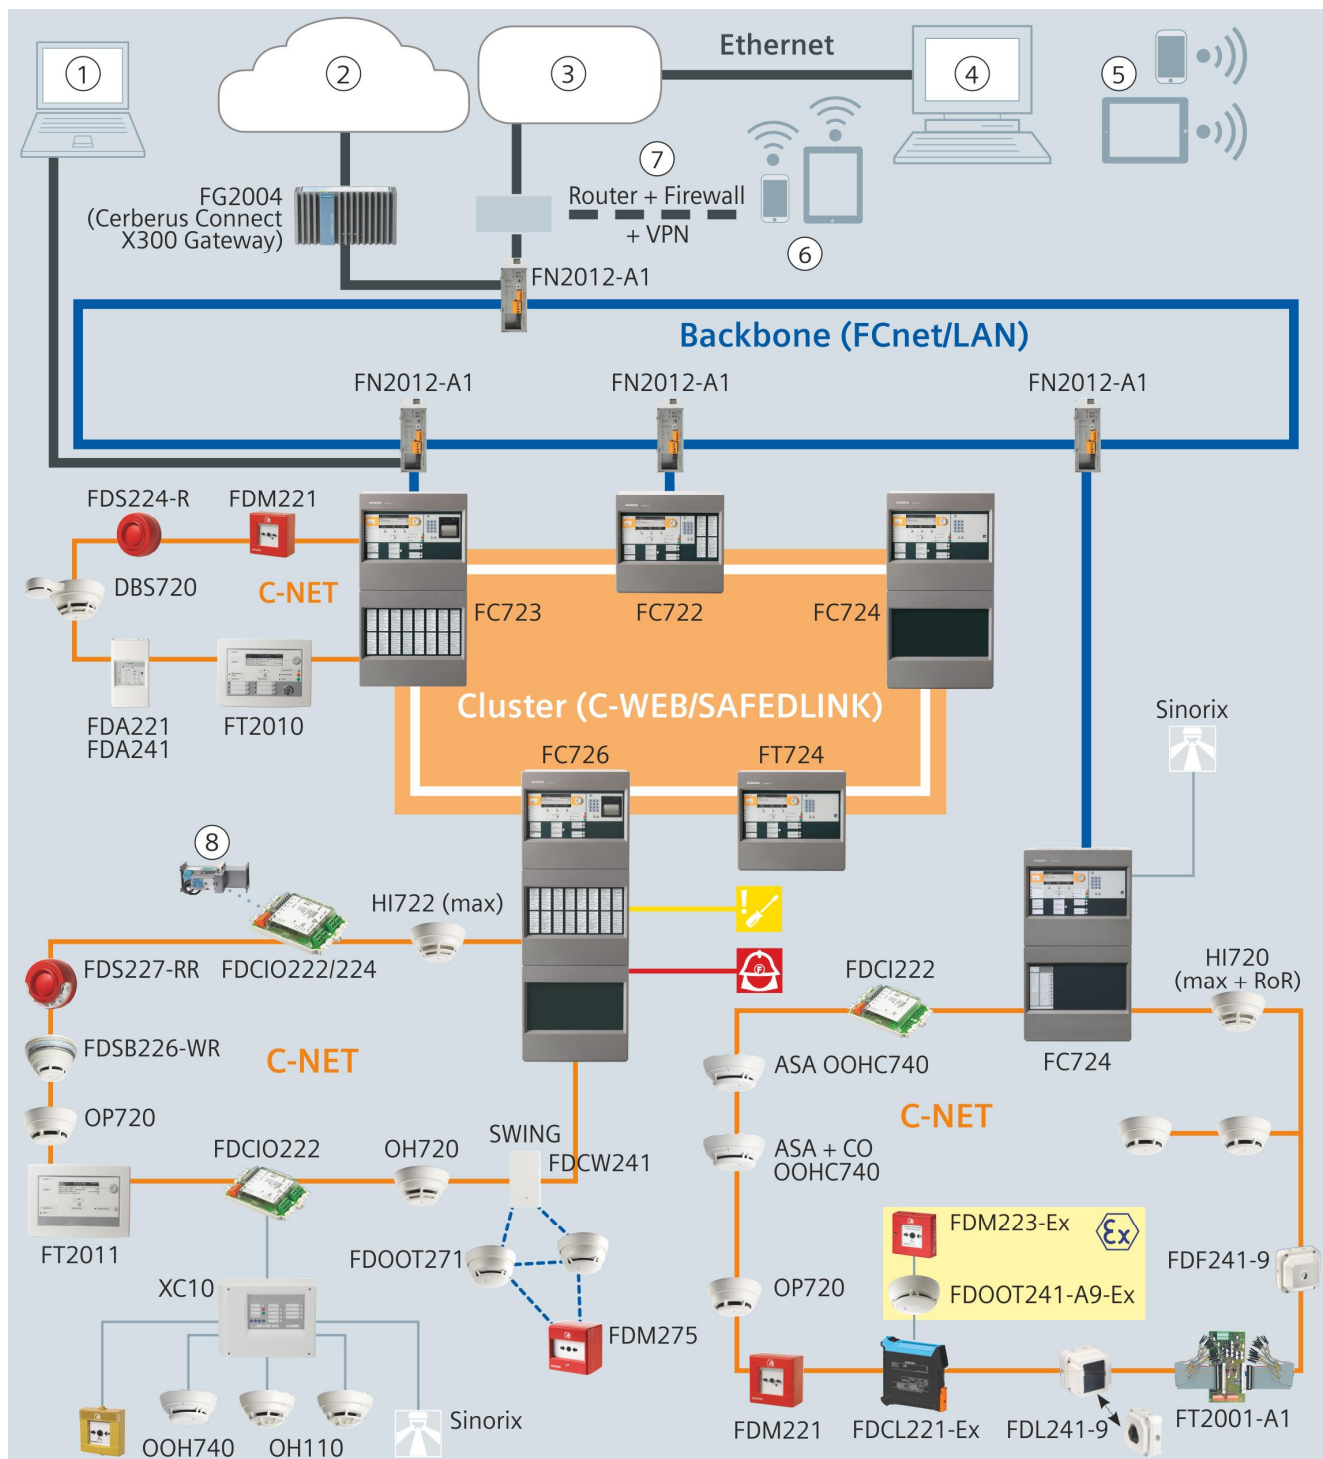 Ethernet
1
2
3
4
5
7
FG2004
(Cerberus Connect
X300 Gateway)
Router + Firewall
+ VPN
6
FN2012-A1
Backbone (FCnet/LAN)
FN2012-A1
FN2012-A1
FN2012-A1
FDS224-R
FDM221
DBS720
C-NET
FC723
FC722
FC724
FDA221
FDA241
FT2010
Cluster (C-WEB/SAFEDLINK)
Sinorix
FC726
FT724
8
HI722 (max)
FDS227-RR
FDCIO222/224
FDCI222
HI720
(max + RoR)
FDSB226-WR
C-NET
ASA OOHC740
FC724
OP720
C-NET
SWING
FDCW241
FDCIO222
OH720
ASA + CO
OOHC740
FT2011
FDOOT271
FDM223-Ex
Ex
FDF241-9
XC10
OP720
FDOOT241-A9-Ex
FDM275
OOH740
OH110
Sinorix
FDM221
FDCL221-Ex
FDL241-9
FT2001-A1